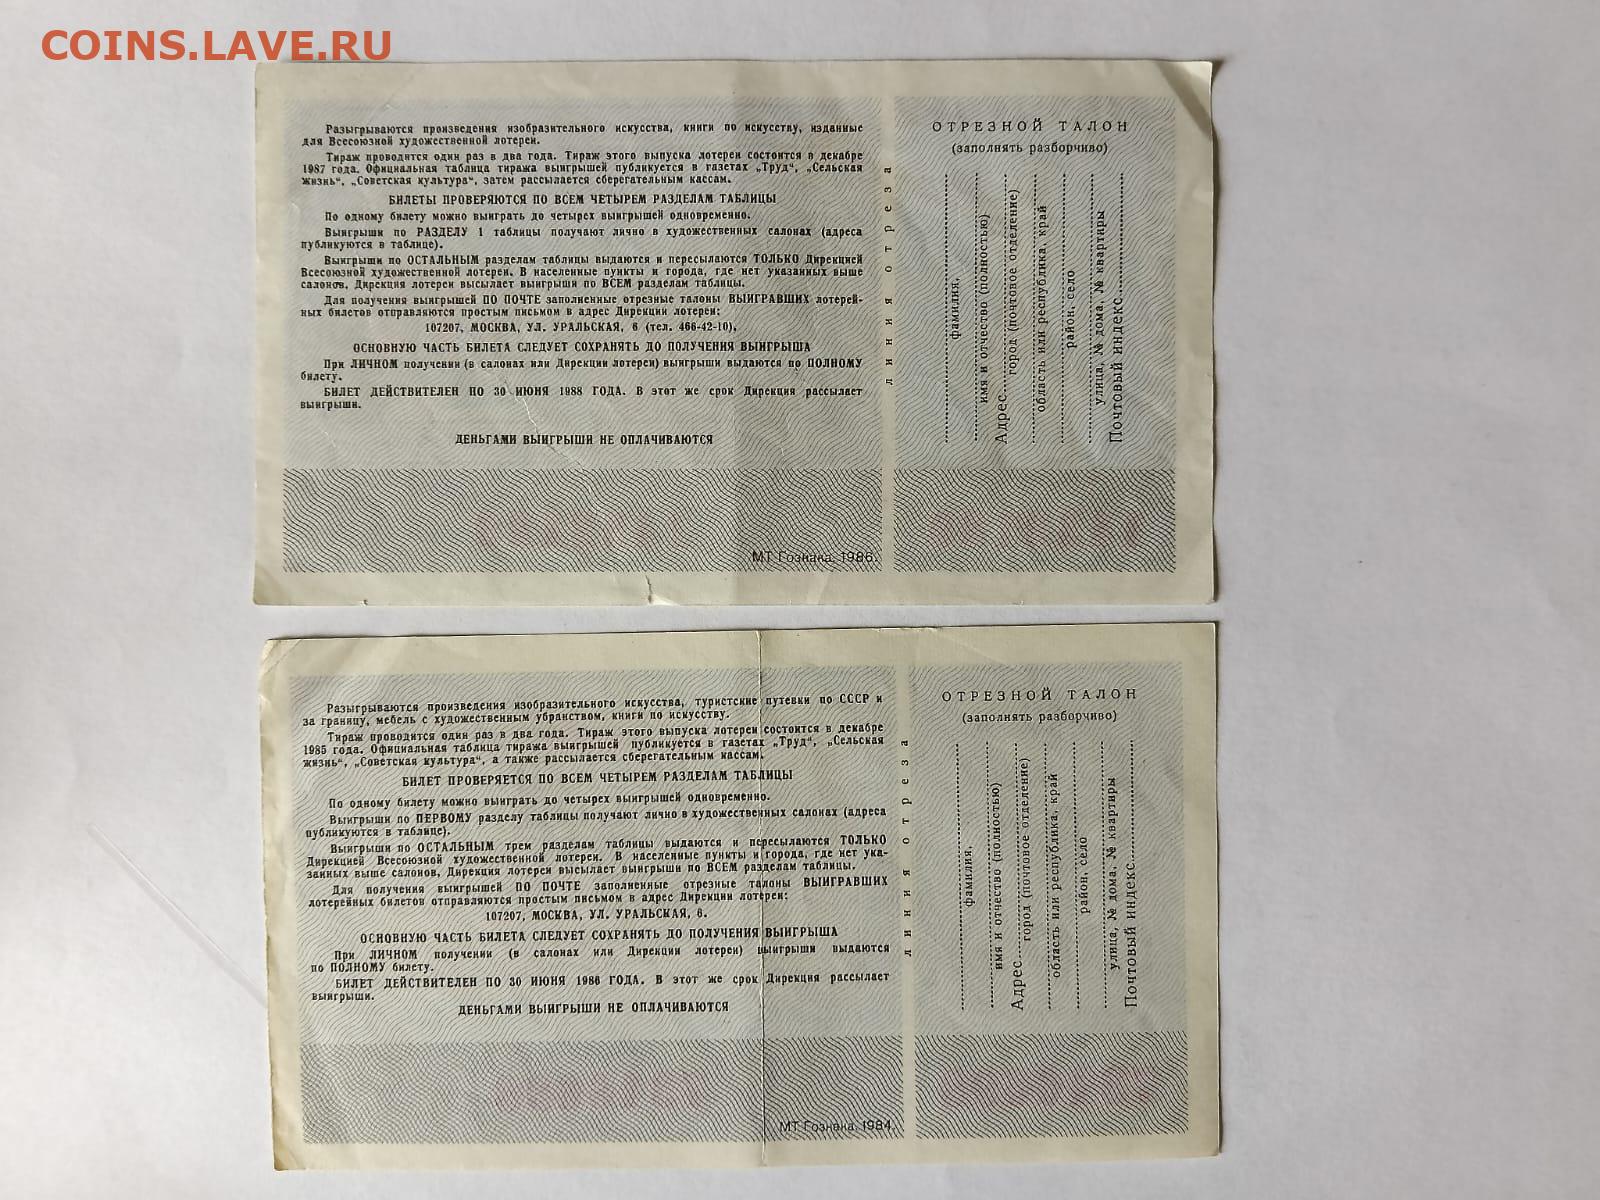 COINS.LAVE.RU
Разыгрываются произведения изобразительного искусства, книги по искусству, изданные
для Всесоюзной художественной лотереи.
Тираж проводится один раз в два года. Тираж этого выпуска лотереи состоится в декабре
1987 года. Официальная таблица тиража выигрышей публикуется в газетах „Труд“, „Сельская
жизнь“, „Советская культура“, затем рассылается сберегательным кассам.
БИЛЕТЫ ПРОВЕРЯЮТСЯ ПО ВСЕМ ЧЕТЫРЕМ РАЗДЕЛАМ ТАБЛИЦЫ
По одному билету можно выиграть до четырех выигрышей одновременно.
Выигрыши по РАЗДЕЛУ 1 таблицы получают лично в художественных салонах (адреса
публикуются в таблице).
Выигрыши по ОСТАЛЬНЫМ разделам таблицы выдаются и пересылаются ТОЛЬКО Дирекцией
Всесоюзной художественной лотереи. В населенные пункты и города, где нет указанных выше
салонов, Дирекция лотереи высылает выигрыши по ВСЕМ разделам таблицы.
Для получения выигрышей ПО ПОЧТЕ заполненные отрезные талоны ВЫИГРАВШИХ лотерей-
ных билетов отправляются простым письмом в адрес Дирекции лотереи:
107207, МОСКВА, УЛ. УРАЛЬСКАЯ, 6 (тел. 466-42-10).
ОСНОВНУЮ ЧАСТЬ БИЛЕТА СЛЕДУЕТ СОХРАНЯТЬ ДО ПОЛУЧЕНИЯ ВЫИГРЫША
При ЛИЧНОМ получении (в салонах или Дирекции лотереи) выигрыши выдаются по ПОЛНОМУ
билету.
БИЛЕТ ДЕЙСТВИТЕЛЕН ПО 30 ИЮНЯ 1988 ГОДА. В этот же срок Дирекция рассылает
выигрыши.
ДЕНЬГАМИ ВЫИГРЫШИ НЕ ОПЛАЧИВАЮТСЯ
МТ Гознака. 1986.
линия отреза
ОТРЕЗНОЙ ТАЛОН
(заполнять разборчиво)
фамилия,
имя и отчество (полностью)
Адрес
город (почтовое отделение)
область или республика, край
район, село
улица, № дома, № квартиры
Почтовый индекс
Разыгрываются произведения изобразительного искусства, туристские путевки по СССР и
за границу, мебель с художественным убранством, книги по искусству.
Тираж проводится один раз в два года. Тираж этого выпуска лотереи состоится в декабре
1985 года. Официальная таблица тиража выигрышей публикуется в газетах „Труд“, „Сельская
жизнь“, „Советская культура“, а также рассылается сберегательным кассам.
БИЛЕТ ПРОВЕРЯЕТСЯ ПО ВСЕМ ЧЕТЫРЕМ РАЗДЕЛАМ ТАБЛИЦЫ
По одному билету можно выиграть до четырех выигрышей одновременно.
Выигрыши по ПЕРВОМУ разделу таблицы получают лично в художественных салонах (адреса
публикуются в таблице).
Выигрыши по ОСТАЛЬНЫМ трем разделам таблицы выдаются и пересылаются ТОЛЬКО
Дирекцией Всесоюзной художественной лотереи. В населенные пункты и города, где нет ука-
занных выше салонов, Дирекция лотереи высылает выигрыши по ВСЕМ разделам таблицы.
Для получения выигрышей ПО ПОЧТЕ заполненные отрезные талоны ВЫИГРАВШИХ
лотерейных билетов отправляются простым письмом в адрес Дирекции лотереи:
107207, МОСКВА, УЛ. УРАЛЬСКАЯ, 6.
ОСНОВНУЮ ЧАСТЬ БИЛЕТА СЛЕДУЕТ СОХРАНЯТЬ ДО ПОЛУЧЕНИЯ ВЫИГРЫША
При ЛИЧНОМ получении (в салонах или Дирекции лотереи) выигрыши выдаются
по ПОЛНОМУ билету.
БИЛЕТ ДЕЙСТВИТЕЛЕН ПО 30 ИЮНЯ 1986 ГОДА. В этот же срок Дирекция рассылает
выигрыши.
ДЕНЬГАМИ ВЫИГРЫШИ НЕ ОПЛАЧИВАЮТСЯ
МТ Гознака. 1984.
линия отреза
ОТРЕЗНОЙ ТАЛОН
(заполнять разборчиво)
фамилия,
имя и отчество (полностью)
Адрес
город (почтовое отделение)
область или республика, край
район, село
улица, № дома, № квартиры
Почтовый индекс